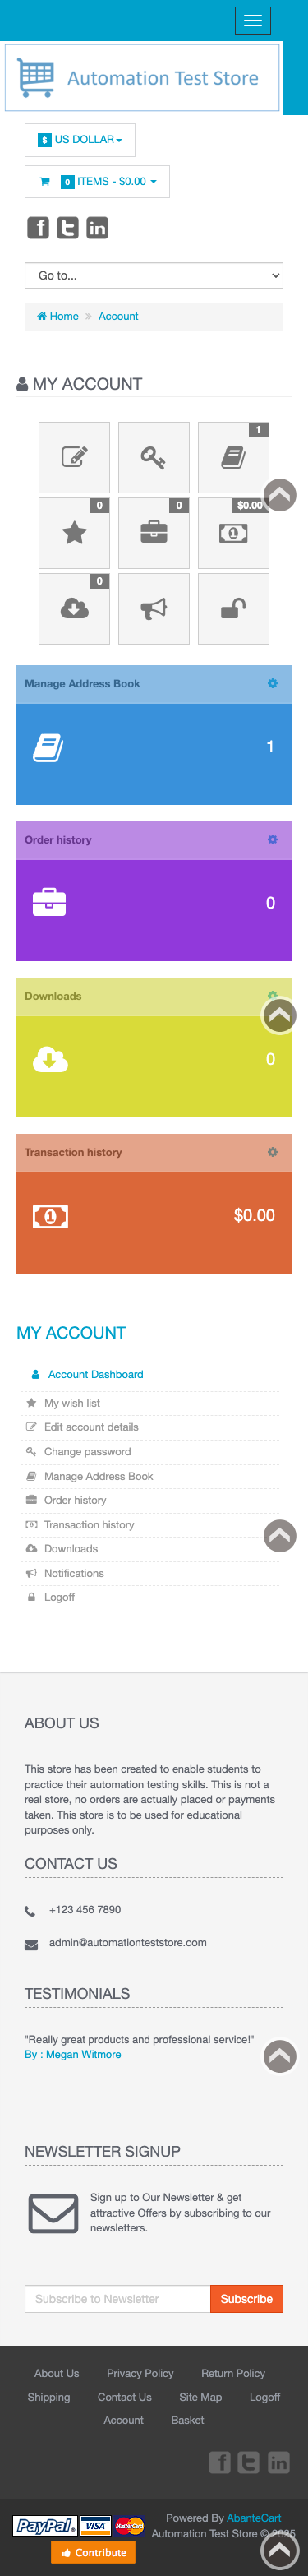 Automation Test Store
$ US DOLLAR
0 ITEMS - $0.00
Go to...
Home » Account
MY ACCOUNT
1
0
0
$0.00
0
Manage Address Book
1
Order history
0
Downloads
0
Transaction history
$0.00
MY ACCOUNT
Account Dashboard
My wish list
Edit account details
Change password
Manage Address Book
Order history
Transaction history
Downloads
Notifications
Logoff
ABOUT US
This store has been created to enable students to
practice their automation testing skills. This is not a
real store, no orders are actually placed or payments
taken. This store is to be used for educational
purposes only.
CONTACT US
+123 456 7890
admin@automationteststore.com
TESTIMONIALS
"Really great products and professional service!"
By : Megan Witmore
NEWSLETTER SIGNUP
Sign up to Our Newsletter & get
attractive Offers by subscribing to our
newsletters.
Subscribe to Newsletter Subscribe
About Us Privacy Policy Return Policy
Shipping Contact Us Site Map Logoff
Account Basket
PayPal VISA MasterCard
Contribute
Powered By AbanteCart
Automation Test Store © 2025